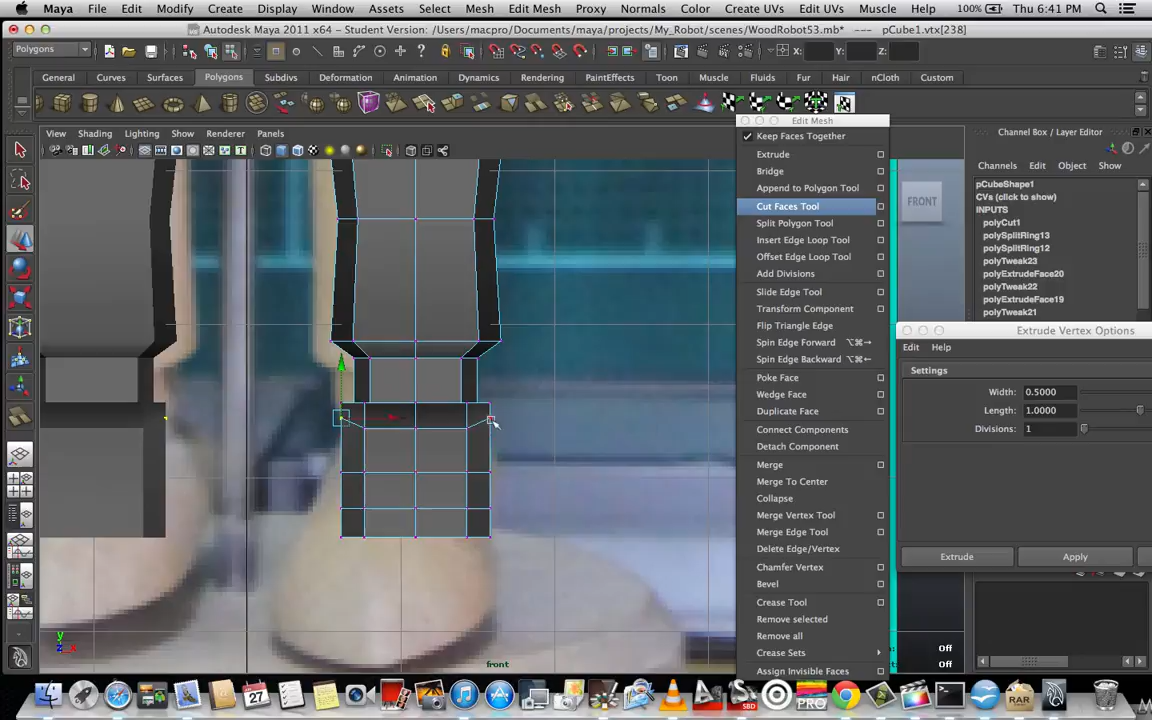 Maya File Edit Modify Create Display Window Assets Select Mesh Edit Mesh Proxy Normals Color Create UVs Edit UVs Muscle Help 100% Thu 6:41 PM macpro
Autodesk Maya 2011 x64 - Student Version: /Users/macpro/Documents/maya/projects/My_Robot/scenes/WoodRobot53.mb* --- pCube1.vtx[238]
Polygons X: Y: Z:
General Curves Surfaces Polygons Subdivs Deformation Animation Dynamics Rendering PaintEffects Toon Muscle Fluids Fur Hair nCloth Custom
Edit Mesh
View Shading Lighting Show Renderer Panels
Channel Box / Layer Editor
Channels Edit Object Show
Keep Faces Together
Extrude
Bridge
Append to Polygon Tool
Cut Faces Tool
Split Polygon Tool
Insert Edge Loop Tool
Offset Edge Loop Tool
Add Divisions
Slide Edge Tool
Transform Component
Flip Triangle Edge
Spin Edge Forward ⌥⌘→
Spin Edge Backward ⌥⌘←
Poke Face
Wedge Face
Duplicate Face
Connect Components
Detach Component
Merge
Merge To Center
Collapse
Merge Vertex Tool
Merge Edge Tool
Delete Edge/Vertex
Chamfer Vertex
Bevel
Crease Tool
Remove selected
Remove all
Crease Sets
Assign Invisible Faces
FRONT
pCubeShape1
CVs (click to show)
INPUTS
polyCut1
polySplitRing13
polySplitRing12
polyTweak23
polyExtrudeFace20
polyTweak22
polyExtrudeFace19
polyTweak21
Extrude Vertex Options
Edit Help
Settings
Width: 0.5000
Length: 1.0000
Divisions: 1
Extrude Apply
Off
Off
y
z x
front